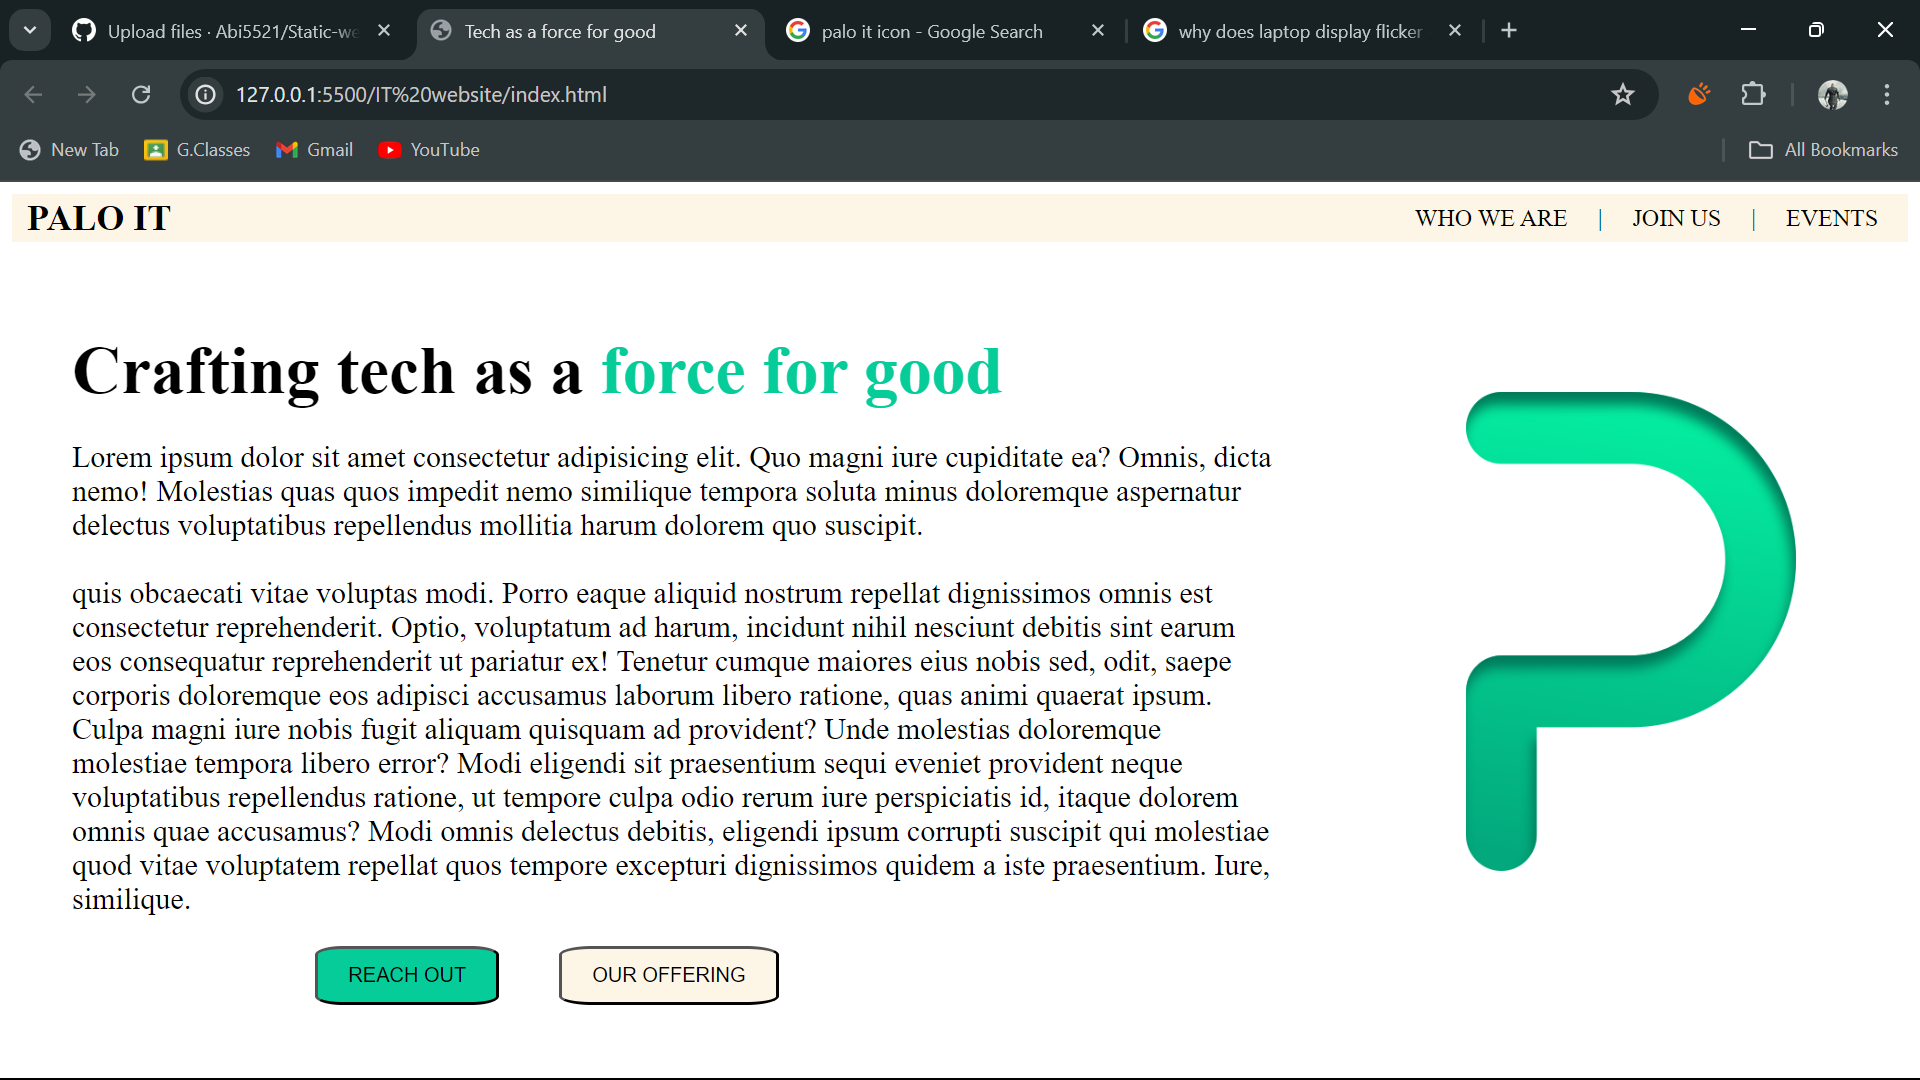 Upload files · Abi5521/Static-we
Tech as a force for good
palo it icon - Google Search
why does laptop display flicker
127.0.0.1:5500/IT%20website/index.html
New Tab
G.Classes
Gmail
YouTube
All Bookmarks
PALO IT
WHO WE ARE | JOIN US | EVENTS
Crafting tech as a force for good
Lorem ipsum dolor sit amet consectetur adipisicing elit. Quo magni iure cupiditate ea? Omnis, dicta
nemo! Molestias quas quos impedit nemo similique tempora soluta minus doloremque aspernatur
delectus voluptatibus repellendus mollitia harum dolorem quo suscipit.
quis obcaecati vitae voluptas modi. Porro eaque aliquid nostrum repellat dignissimos omnis est
consectetur reprehenderit. Optio, voluptatum ad harum, incidunt nihil nesciunt debitis sint earum
eos consequatur reprehenderit ut pariatur ex! Tenetur cumque maiores eius nobis sed, odit, saepe
corporis doloremque eos adipisci accusamus laborum libero ratione, quas animi quaerat ipsum.
Culpa magni iure nobis fugit aliquam quisquam ad provident? Unde molestias doloremque
molestiae tempora libero error? Modi eligendi sit praesentium sequi eveniet provident neque
voluptatibus repellendus ratione, ut tempore culpa odio rerum iure perspiciatis id, itaque dolorem
omnis quae accusamus? Modi omnis delectus debitis, eligendi ipsum corrupti suscipit qui molestiae
quod vitae voluptatem repellat quos tempore excepturi dignissimos quidem a iste praesentium. Iure,
similique.
REACH OUT
OUR OFFERING